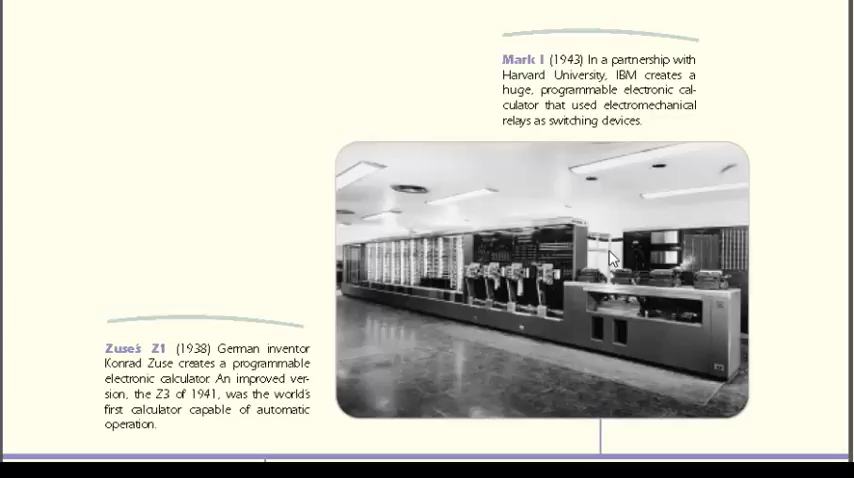 Mark I (1943) In a partnership with
Harvard University, IBM creates a
huge, programmable electronic cal-
culator that used electromechanical
relays as switching devices.
Zuse's Z1 (1938) German inventor
Konrad Zuse creates a programmable
electronic calculator. An improved ver-
sion, the Z3 of 1941, was the world's
first calculator capable of automatic
operation.